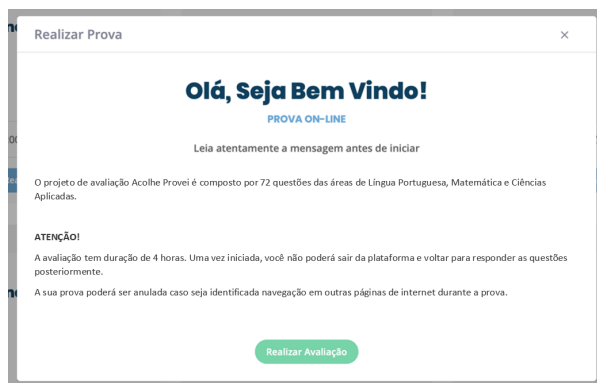 Realizar Prova
Olá, Seja Bem Vindo!
PROVA ON-LINE
Leia atentamente a mensagem antes de iniciar
O projeto de avaliação Acolhe Provei é composto por 72 questões das áreas de Língua Portuguesa, Matemática e Ciências
Aplicadas.
ATENÇÃO!
A avaliação tem duração de 4 horas. Uma vez iniciada, você não poderá sair da plataforma e voltar para responder as questões
posteriormente.
A sua prova poderá ser anulada caso seja identificada navegação em outras páginas de internet durante a prova.
Realizar Avaliação